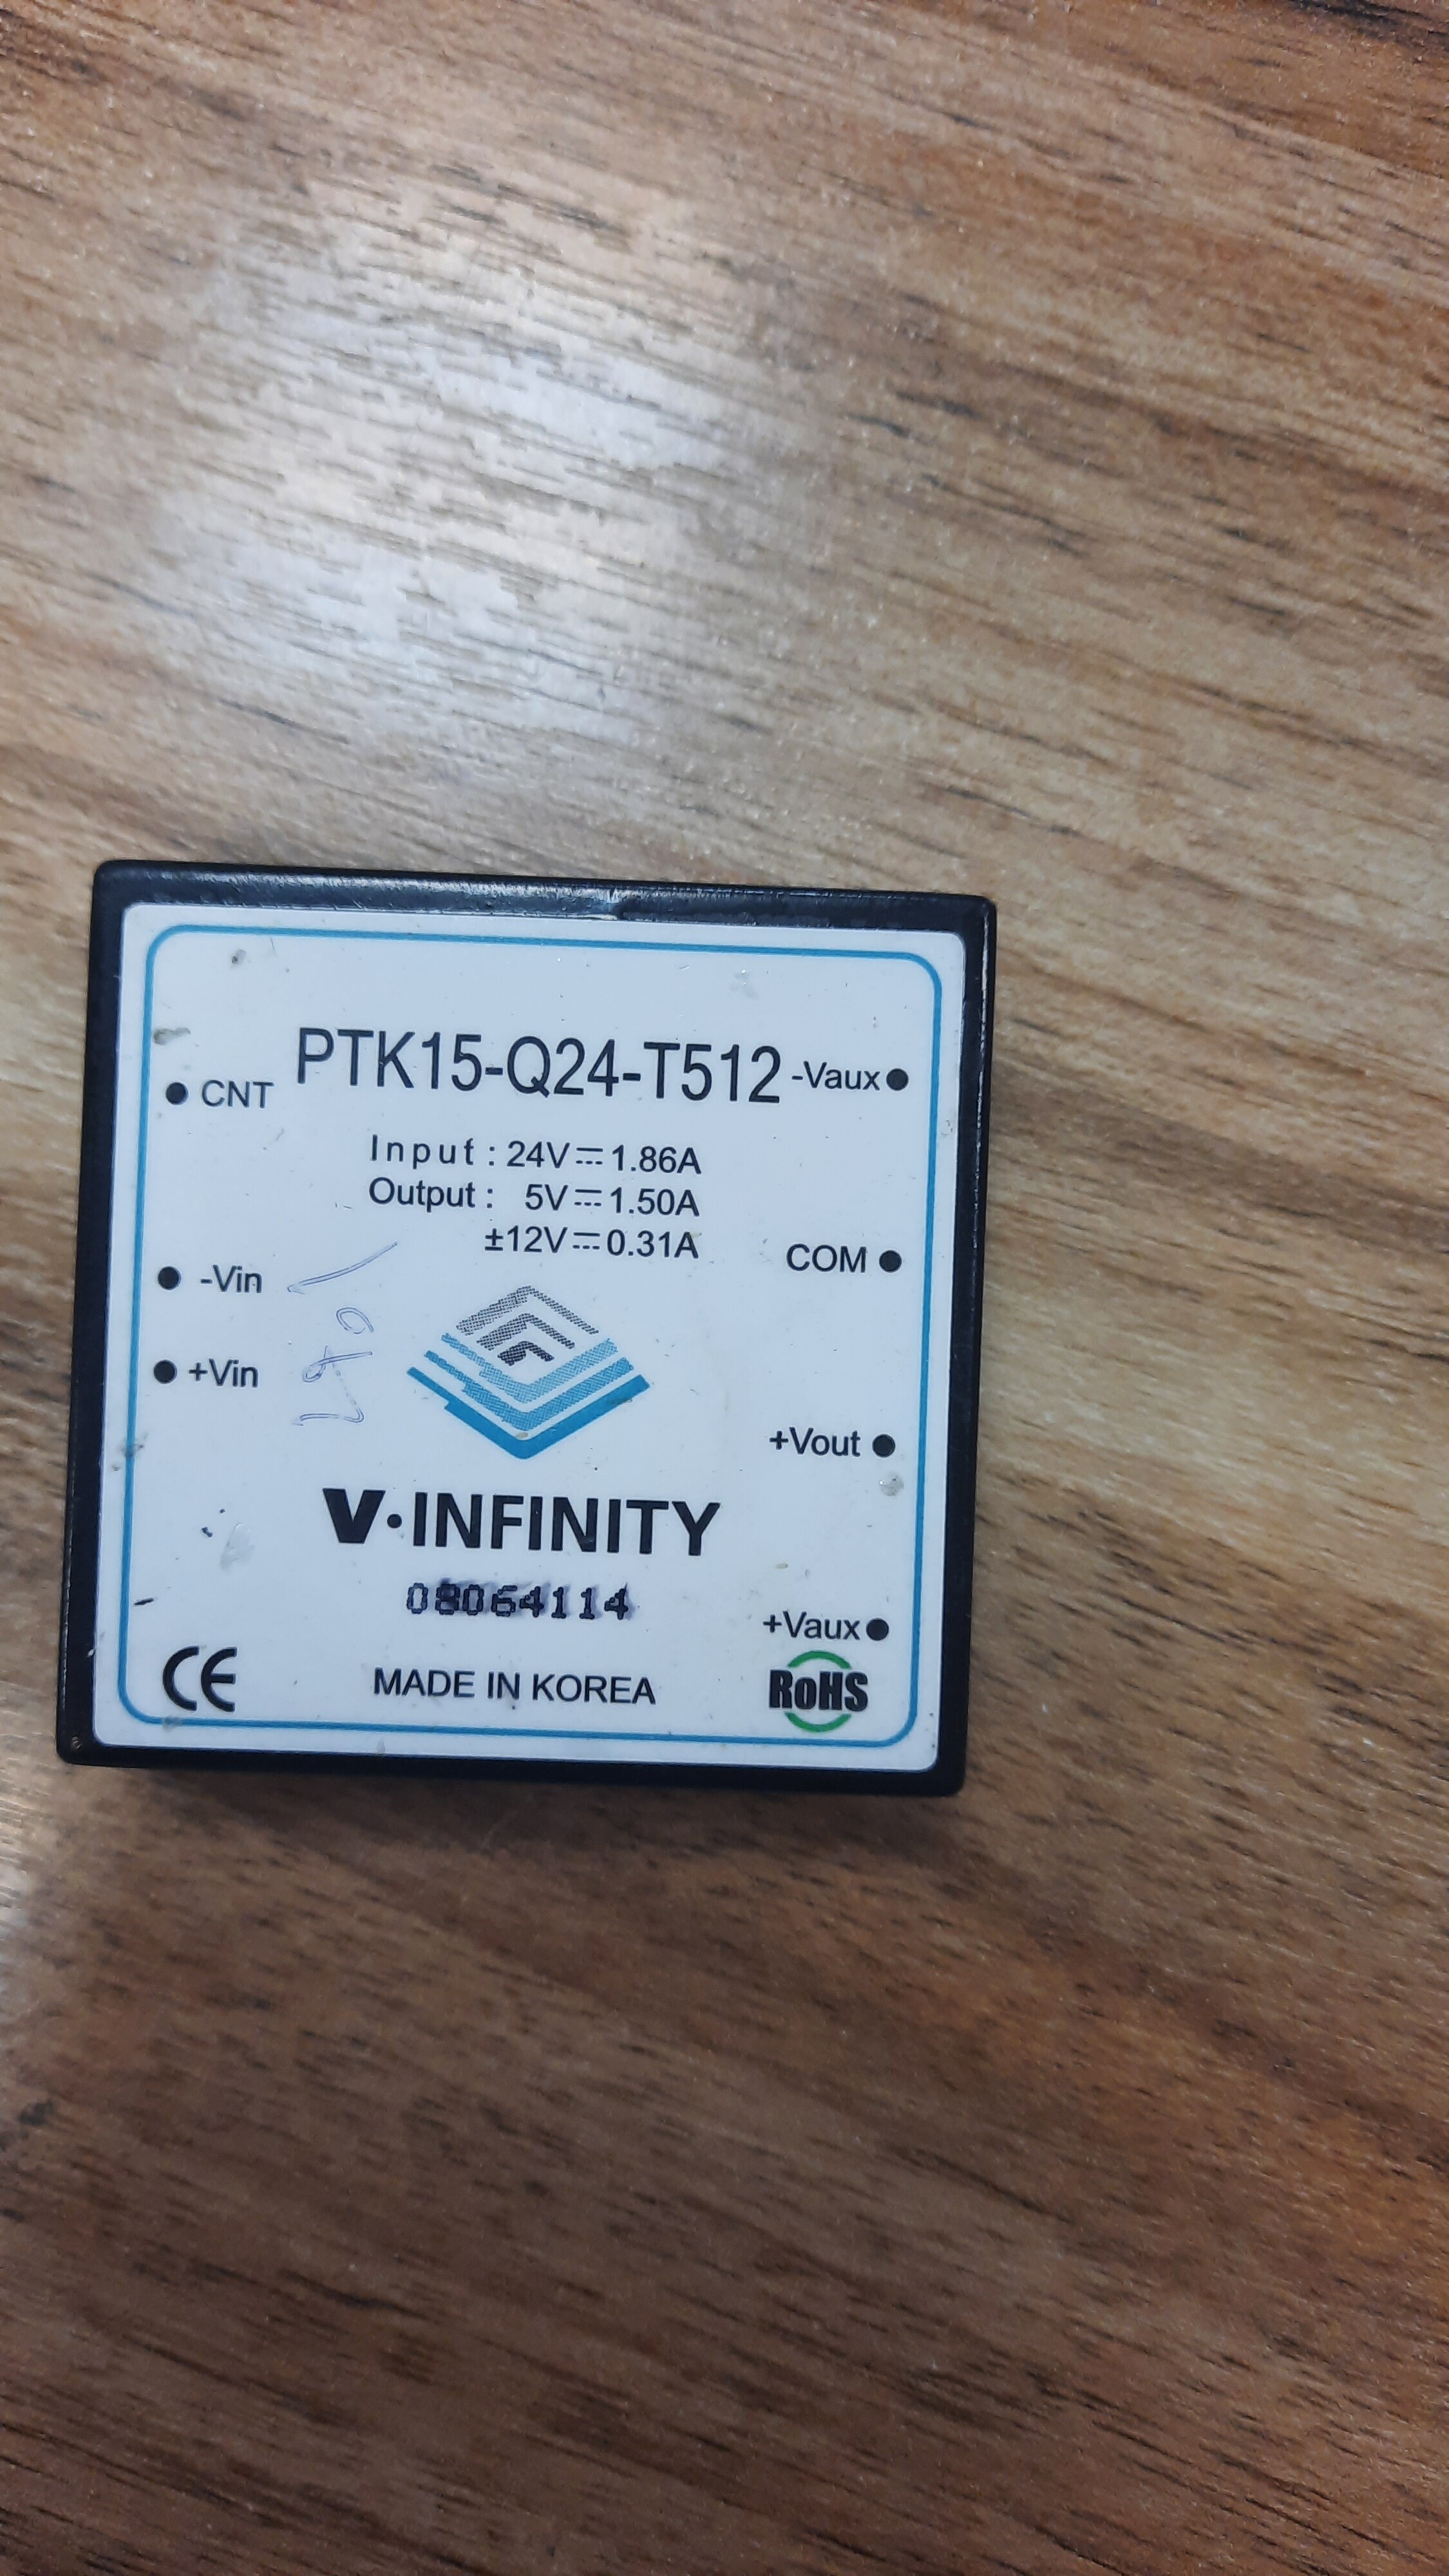 PTK15-Q24-T512
-Vaux
CNT
Input : 24V⎓1.86A
Output : 5V⎓1.50A
±12V⎓0.31A
COM
-Vin
+Vin
+Vout
V·INFINITY
08064114
+Vaux
CE
MADE IN KOREA
RoHS